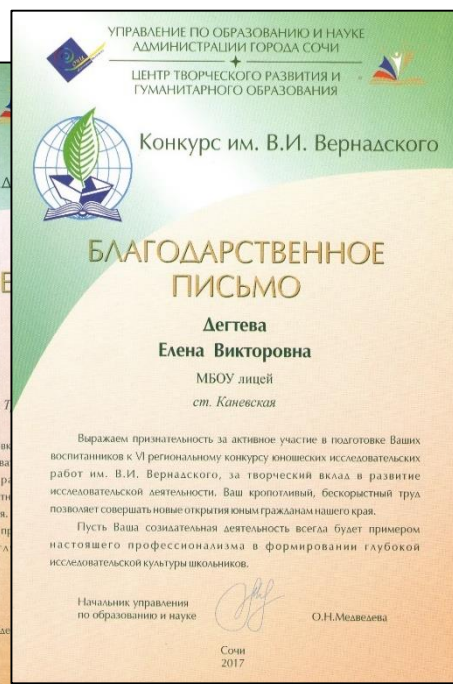 УПРАВЛЕНИЕ ПО ОБРАЗОВАНИЮ И НАУКЕ
АДМИНИСТРАЦИИ ГОРОДА СОЧИ
ЦЕНТР ТВОРЧЕСКОГО РАЗВИТИЯ И
ГУМАНИТАРНОГО ОБРАЗОВАНИЯ
Конкурс им. В.И. Вернадского
БЛАГОДАРСТВЕННОЕ
ПИСЬМО
Дегтева
Елена Викторовна
МБОУ лицей
ст. Каневская
Выражаем признательность за активное участие в подготовке Ваших
воспитанников к VI региональному конкурсу юношеских исследовательских
работ им. В.И. Вернадского, за творческий вклад в развитие
исследовательской деятельности. Ваш кропотливый, бескорыстный труд
позволяет совершать новые открытия юным гражданам нашего края.
Пусть Ваша созидательная деятельность всегда будет примером
настоящего профессионализма в формировании глубокой
исследовательской культуры школьников.
Начальник управления
по образованию и науке
О.Н.Медведева
Сочи
2017